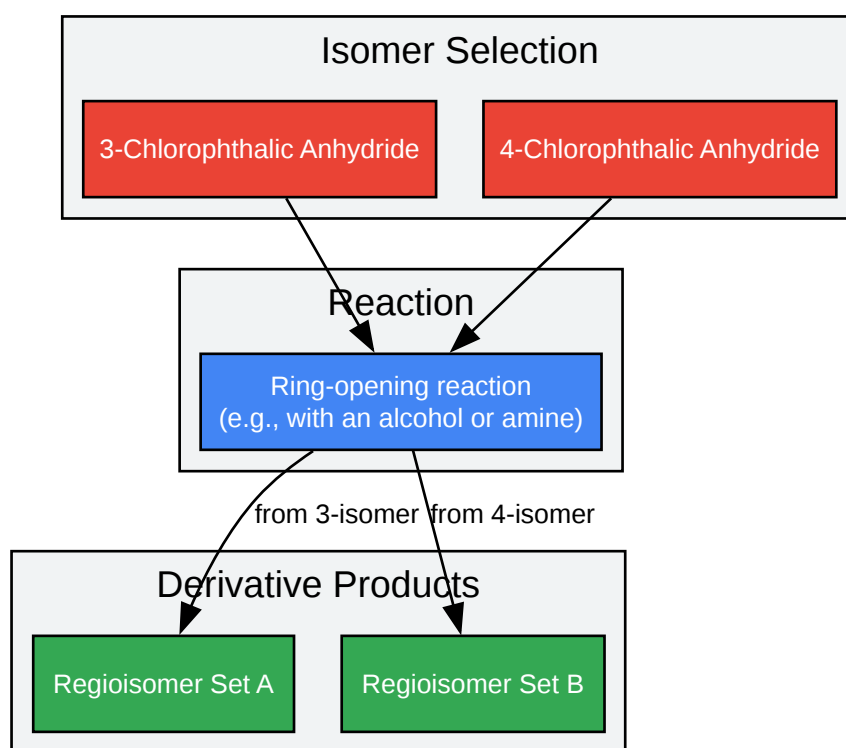 Isomer Selection
3-Chlorophthalic Anhydride
4-Chlorophthalic Anhydride
Reaction
Ring-opening reaction
(e.g., with an alcohol or amine)
from 3-isomer
from 4-isomer
Derivative Products
Regioisomer Set A
Regioisomer Set B